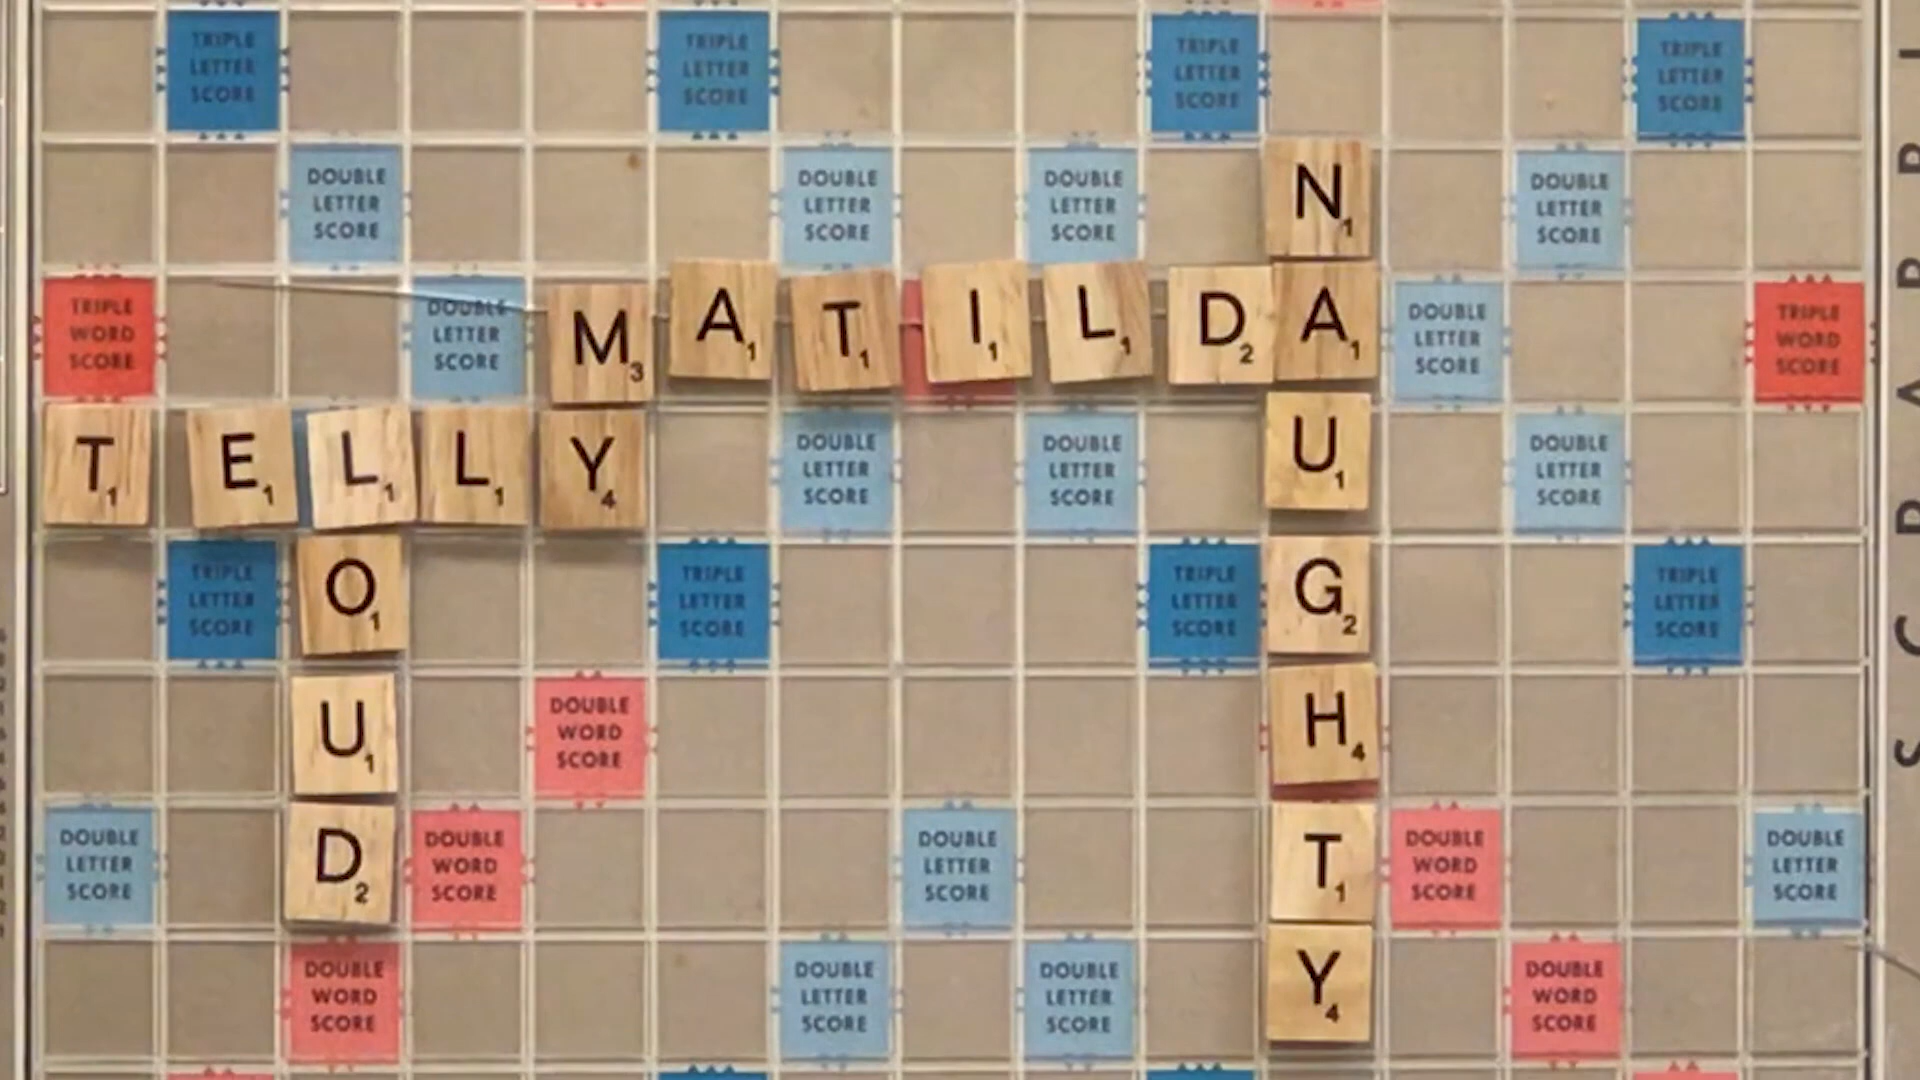 TRIPLE LETTER SCORE TRIPLE LETTER SCORE TRIPLE LETTER SCORE TRIPLE LETTER SCORE
DOUBLE LETTER SCORE DOUBLE LETTER SCORE DOUBLE LETTER SCORE N1 DOUBLE LETTER SCORE
TRIPLE WORD SCORE DOUBLE LETTER SCORE M3 A1 T1 I1 L1 D2 A1 DOUBLE LETTER SCORE TRIPLE WORD SCORE
T1 E1 L1 L1 Y4 DOUBLE LETTER SCORE DOUBLE LETTER SCORE U1 DOUBLE LETTER SCORE
TRIPLE LETTER SCORE O1 TRIPLE LETTER SCORE TRIPLE LETTER SCORE G2 TRIPLE LETTER SCORE
U1 DOUBLE WORD SCORE H4
DOUBLE LETTER SCORE D2 DOUBLE WORD SCORE DOUBLE LETTER SCORE T1 DOUBLE WORD SCORE DOUBLE LETTER SCORE
DOUBLE WORD SCORE DOUBLE LETTER SCORE DOUBLE LETTER SCORE Y4 DOUBLE WORD SCORE